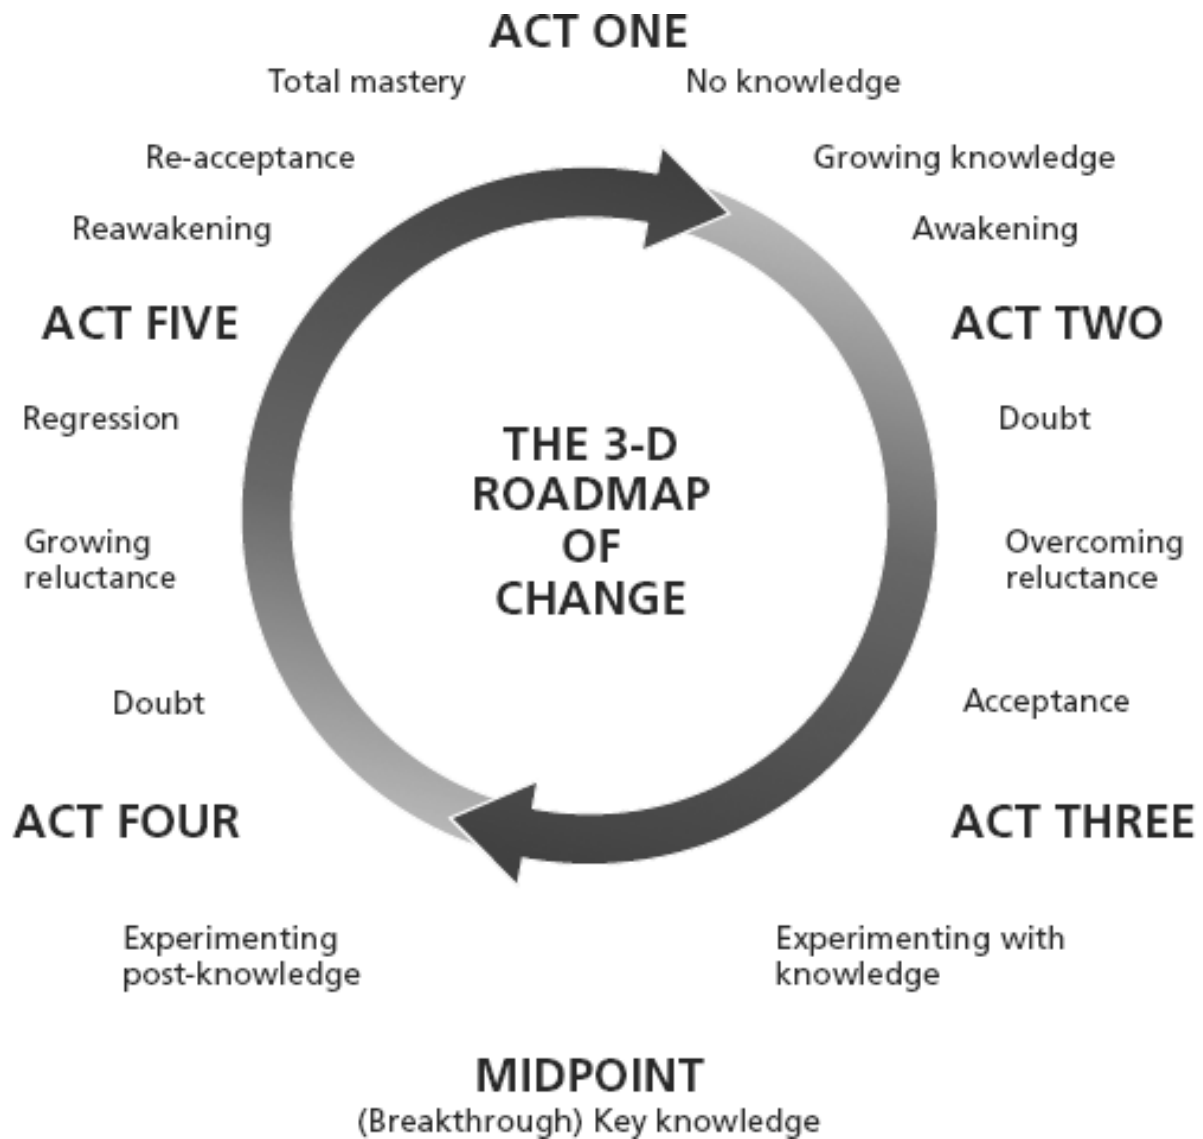 ACT ONE
Total mastery
No knowledge
Re-acceptance
Growing knowledge
Reawakening
Awakening
ACT FIVE
ACT TWO
Regression
Doubt
THE 3-D
ROADMAP
OF
CHANGE
Growing
reluctance
Overcoming
reluctance
Doubt
Acceptance
ACT FOUR
ACT THREE
Experimenting
post-knowledge
Experimenting with
knowledge
MIDPOINT
(Breakthrough) Key knowledge